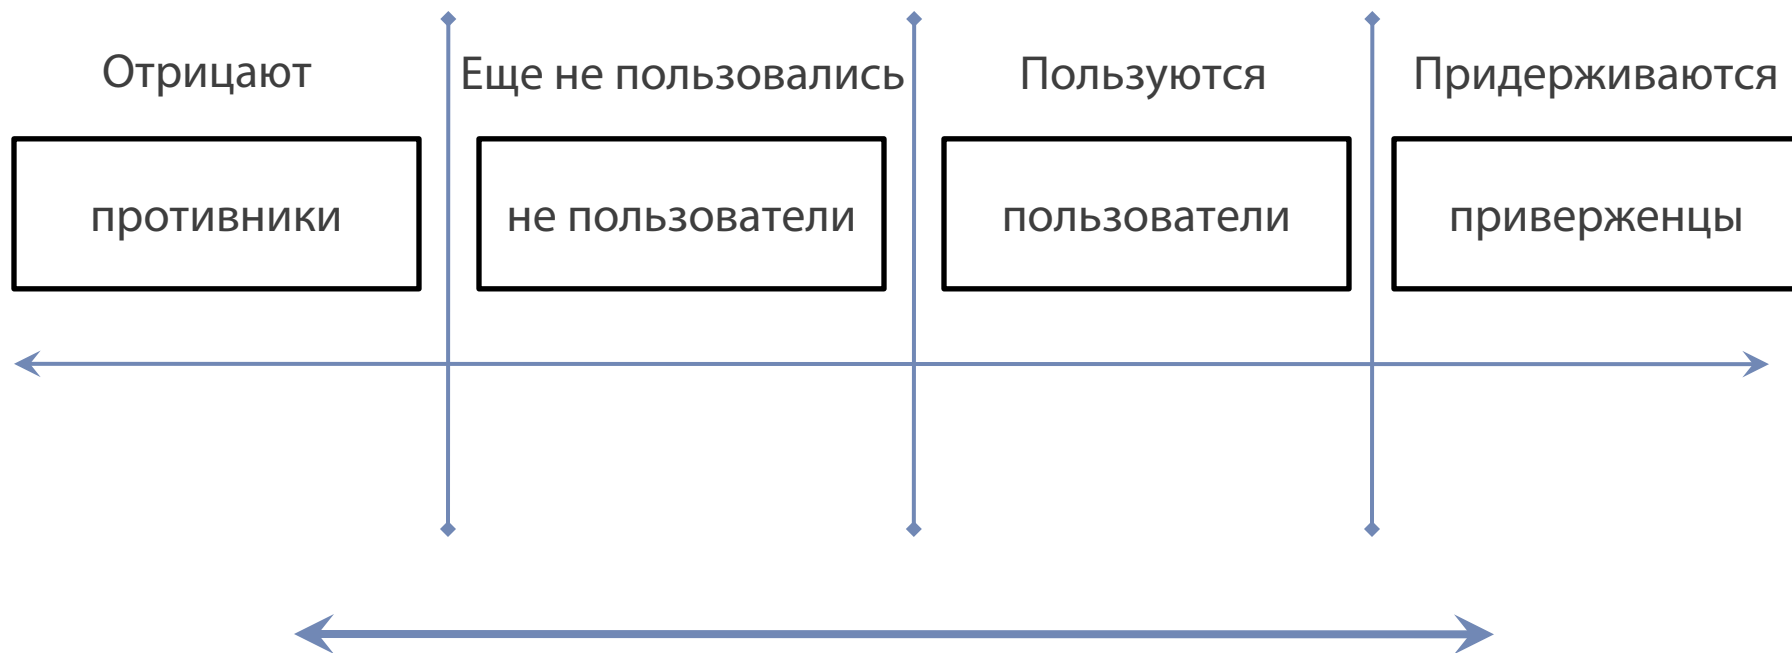 Отрицают
Еще не пользовались
Пользуются
Придерживаются
противники
не пользователи
пользователи
приверженцы